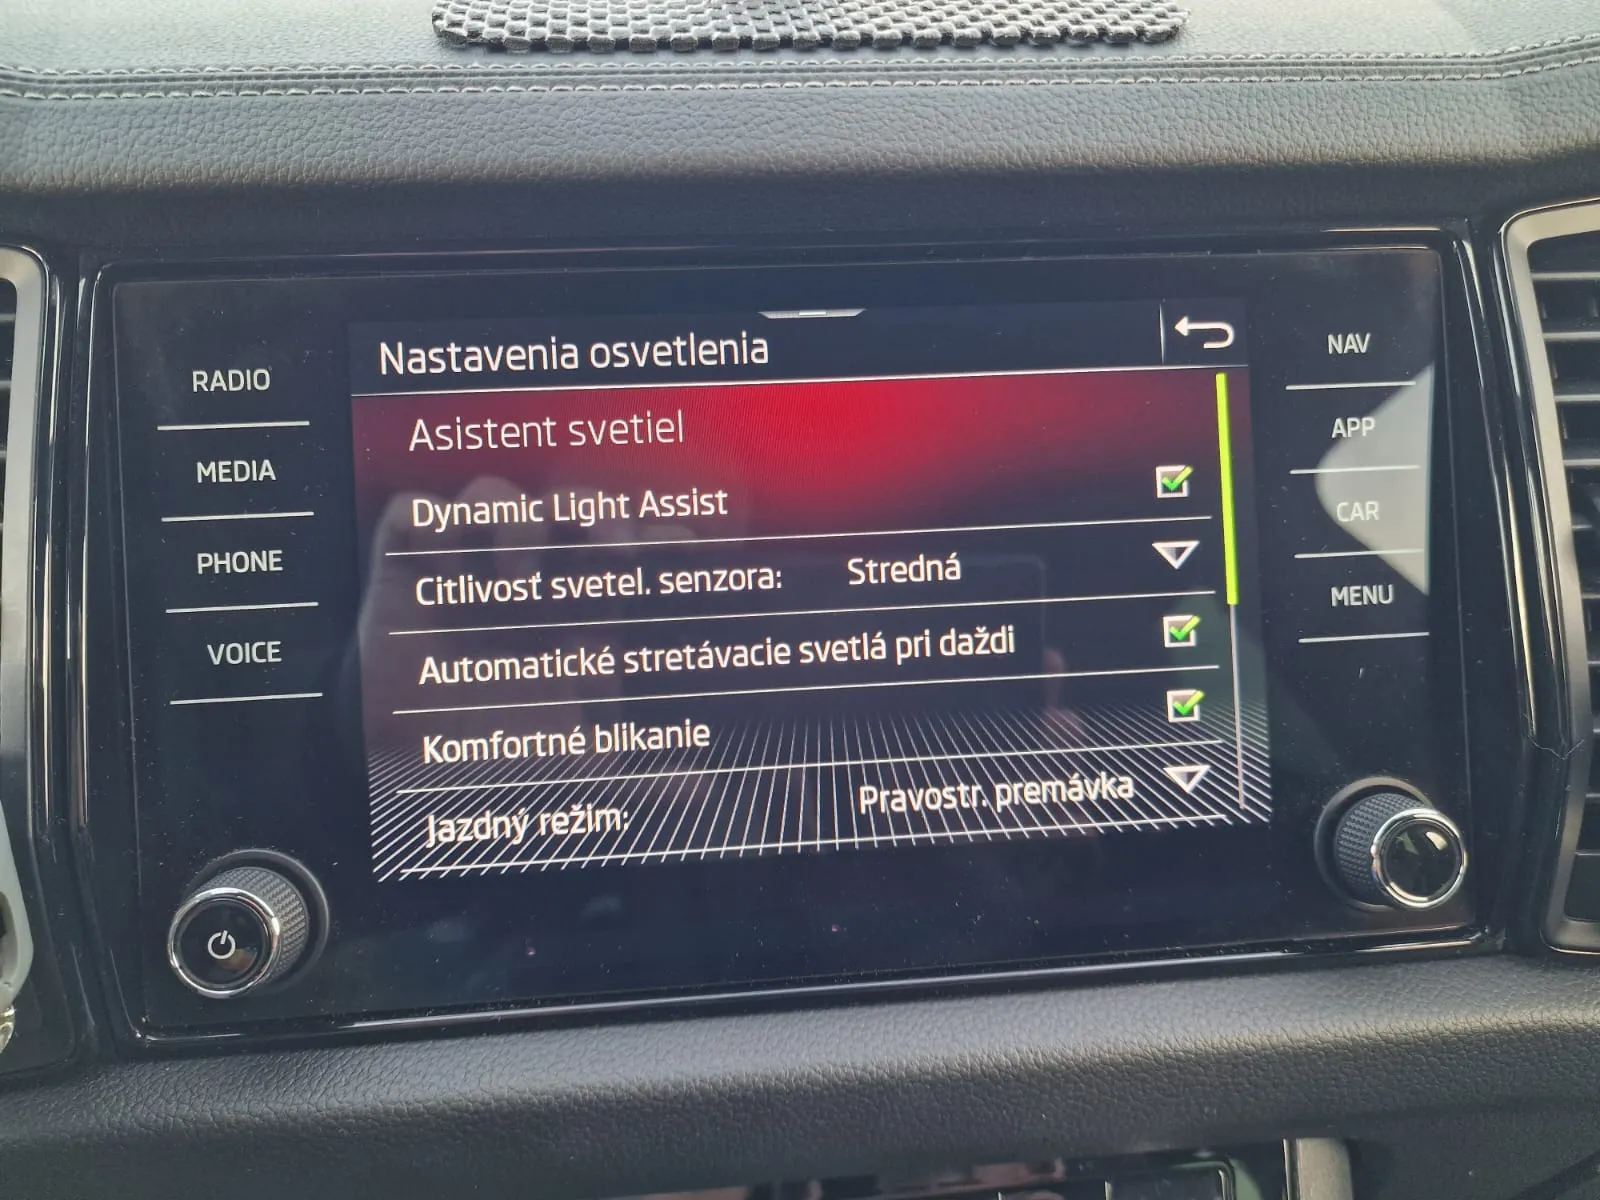 RADIO
MEDIA
PHONE
VOICE
Nastavenia osvetlenia
Asistent svetiel
Dynamic Light Assist
Citlivosť svetel. senzora: Stredná
Automatické stretávacie svetlá pri daždi
Komfortné blikanie
Jazdný režim: Pravostr. premávka
NAV
APP
CAR
MENU